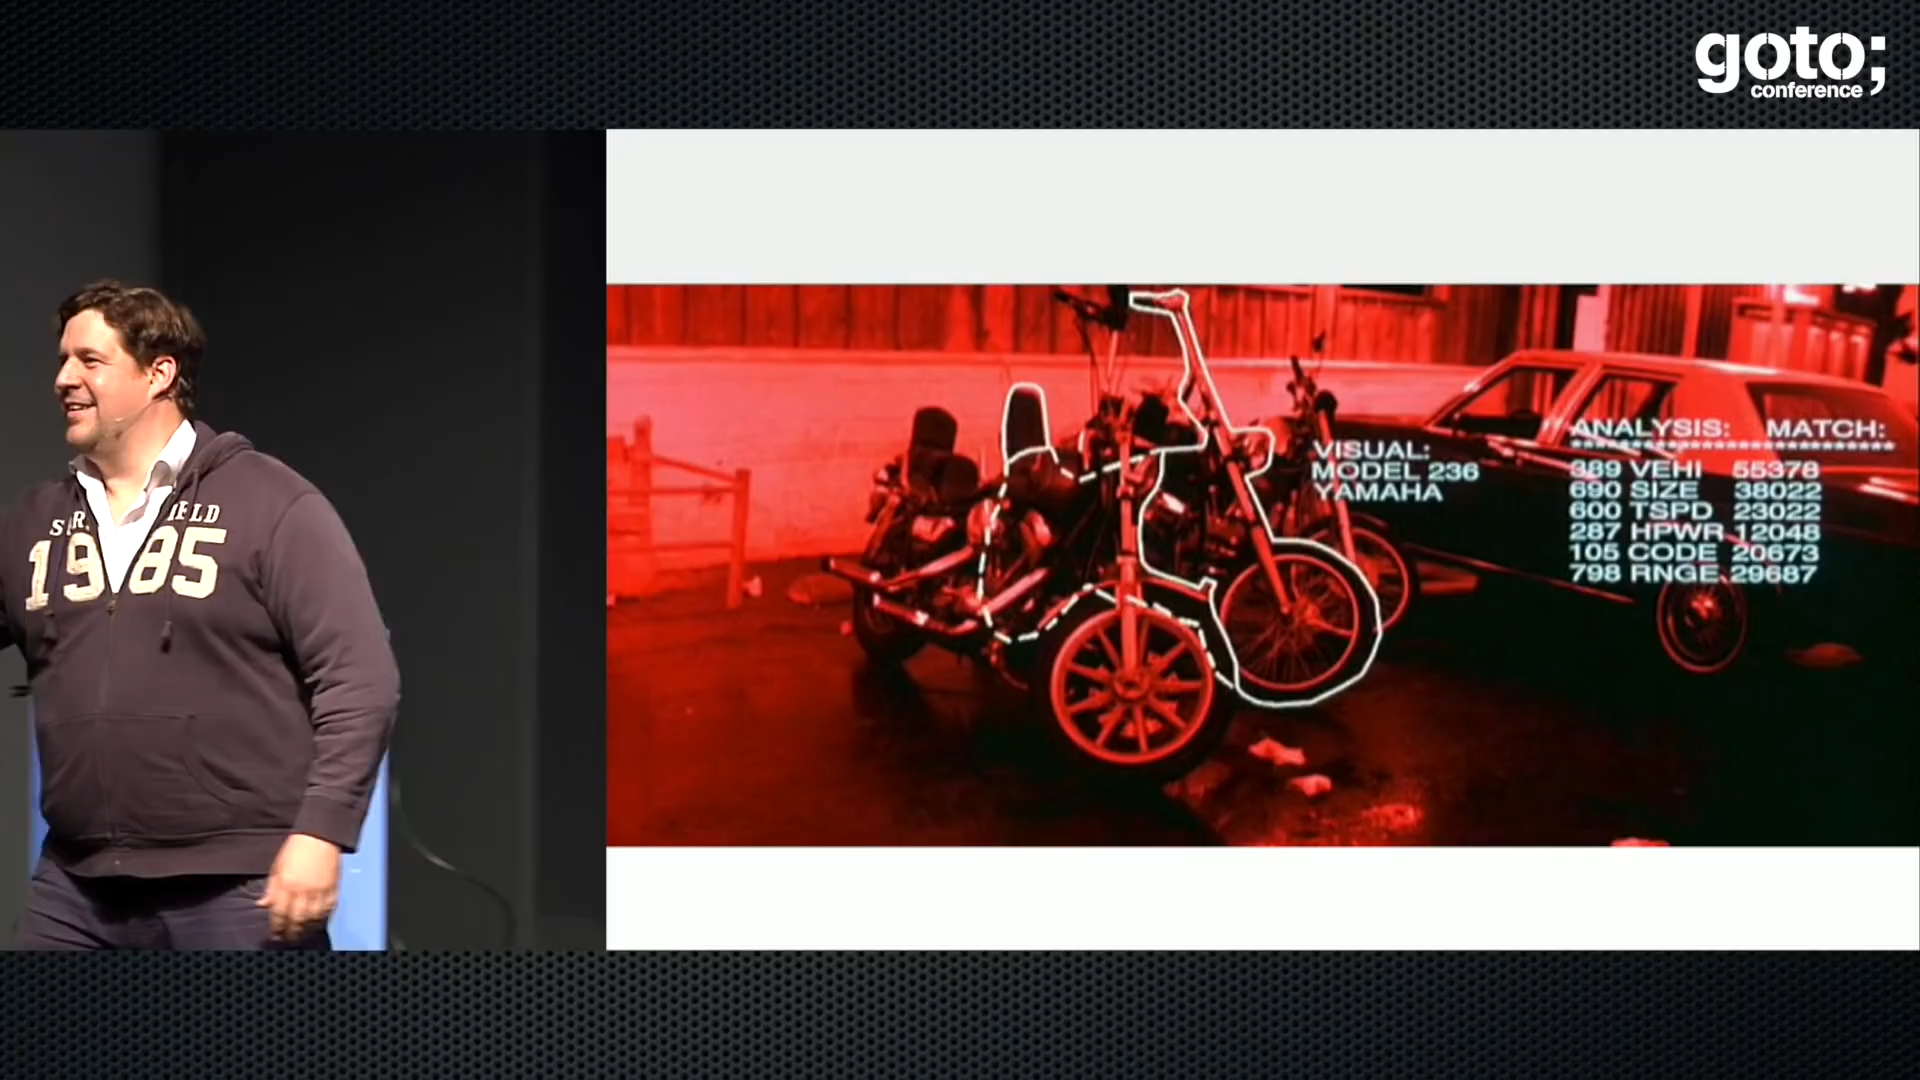 goto;
conference
1985
VISUAL:
MODEL 236
YAMAHA
ANALYSIS: MATCH:
*****************************
389 VEHI 55378
690 SIZE 38022
600 TSPD 23022
287 HPWR 12048
105 CODE 20673
798 RNGE 29687